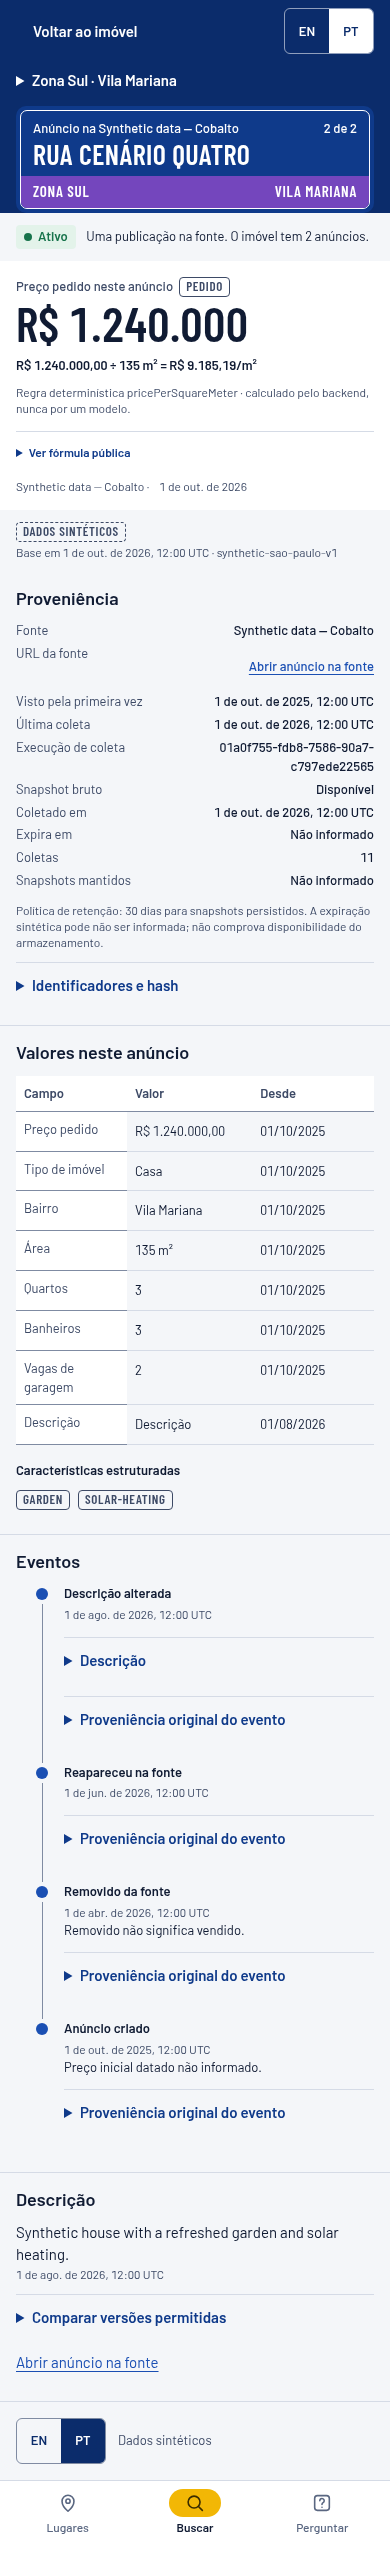 Voltar ao imóvel
EN PT
Zona Sul · Vila Mariana
Anúncio na Synthetic data — Cobalto 2 de 2
RUA CENÁRIO QUATRO
ZONA SUL VILA MARIANA
Ativo Uma publicação na fonte. O imóvel tem 2 anúncios.
Preço pedido neste anúncio PEDIDO
R$ 1.240.000
R$ 1.240.000,00 ÷ 135 m² = R$ 9.185,19/m²
Regra determinística pricePerSquareMeter · calculado pelo backend,
nunca por um modelo.
Ver fórmula pública
Synthetic data — Cobalto · 1 de out. de 2026
DADOS SINTÉTICOS
Base em 1 de out. de 2026, 12:00 UTC · synthetic-sao-paulo-v1
Proveniência
Fonte Synthetic data — Cobalto
URL da fonte
Abrir anúncio na fonte
Visto pela primeira vez 1 de out. de 2025, 12:00 UTC
Última coleta 1 de out. de 2026, 12:00 UTC
Execução de coleta 01a0f755-fdb8-7586-90a7-
c797ede22565
Snapshot bruto Disponível
Coletado em 1 de out. de 2026, 12:00 UTC
Expira em Não informado
Coletas 11
Snapshots mantidos Não informado
Política de retenção: 30 dias para snapshots persistidos. A expiração
sintética pode não ser informada; não comprova disponibilidade do
armazenamento.
Identificadores e hash
Valores neste anúncio
Campo Valor Desde
Preço pedido R$ 1.240.000,00 01/10/2025
Tipo de imóvel Casa 01/10/2025
Bairro Vila Mariana 01/10/2025
Área 135 m² 01/10/2025
Quartos 3 01/10/2025
Banheiros 3 01/10/2025
Vagas de
garagem 2 01/10/2025
Descrição Descrição 01/08/2026
Características estruturadas
GARDEN SOLAR-HEATING
Eventos
Descrição alterada
1 de ago. de 2026, 12:00 UTC
Descrição
Proveniência original do evento
Reapareceu na fonte
1 de jun. de 2026, 12:00 UTC
Proveniência original do evento
Removido da fonte
1 de abr. de 2026, 12:00 UTC
Removido não significa vendido.
Proveniência original do evento
Anúncio criado
1 de out. de 2025, 12:00 UTC
Preço inicial datado não informado.
Proveniência original do evento
Descrição
Synthetic house with a refreshed garden and solar
heating.
1 de ago. de 2026, 12:00 UTC
Comparar versões permitidas
Abrir anúncio na fonte
EN PT Dados sintéticos
Lugares Buscar Perguntar